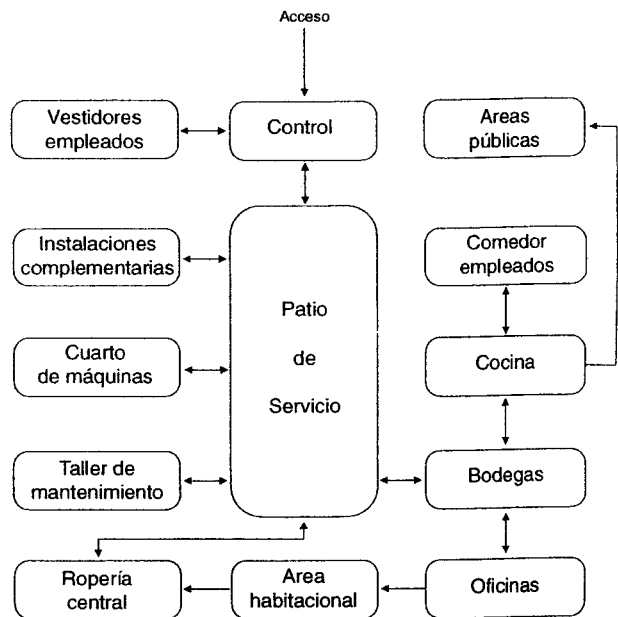 Acceso
Vestidores
empleados
Control
Areas
públicas
Instalaciones
complementarias
Patio
de
Servicio
Comedor
empleados
Cuarto
de máquinas
Cocina
Taller de
mantenimiento
Bodegas
Ropería
central
Area
habitacional
Oficinas